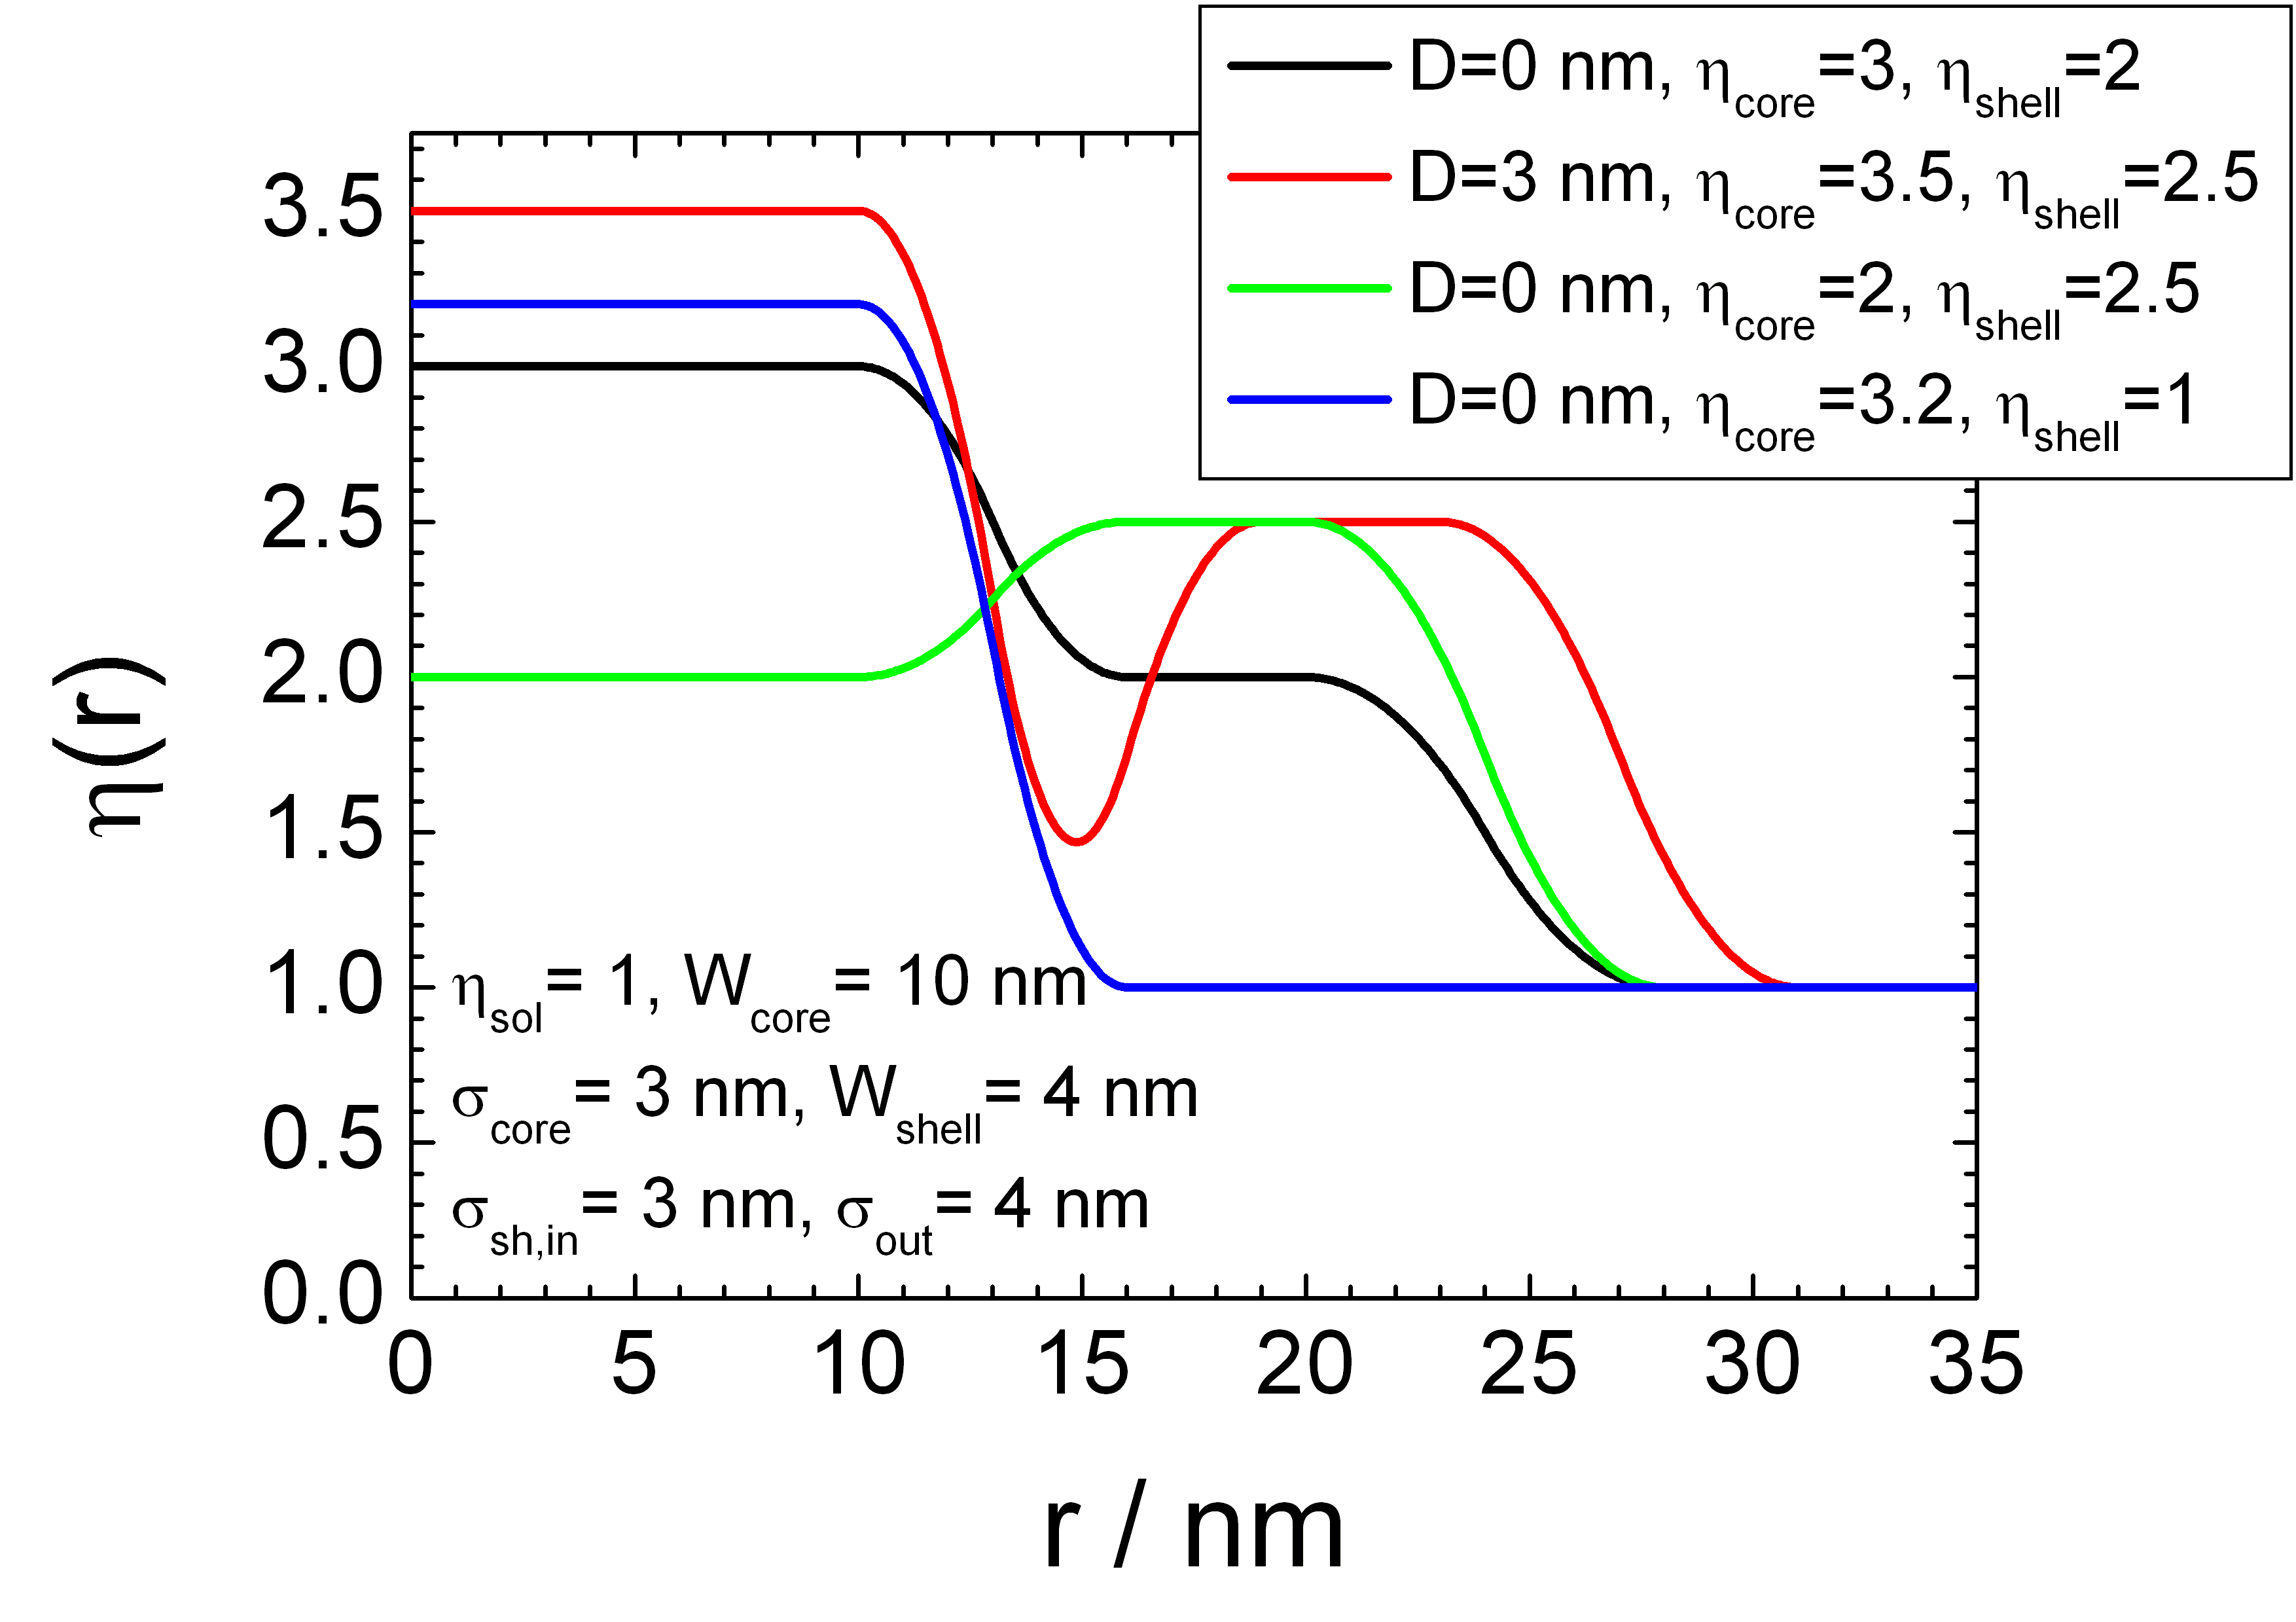 D=0 nm, ηcore=3, ηshell=2
D=3 nm, ηcore=3.5, ηshell=2.5
D=0 nm, ηcore=2, ηshell=2.5
D=0 nm, ηcore=3.2, ηshell=1
3.5
3.0
2.5
2.0
1.5
1.0
0.5
0.0
η(r)
ηsol= 1, Wcore= 10 nm
σcore= 3 nm, Wshell= 4 nm
σsh,in= 3 nm, σout= 4 nm
0 5 10 15 20 25 30 35
r / nm